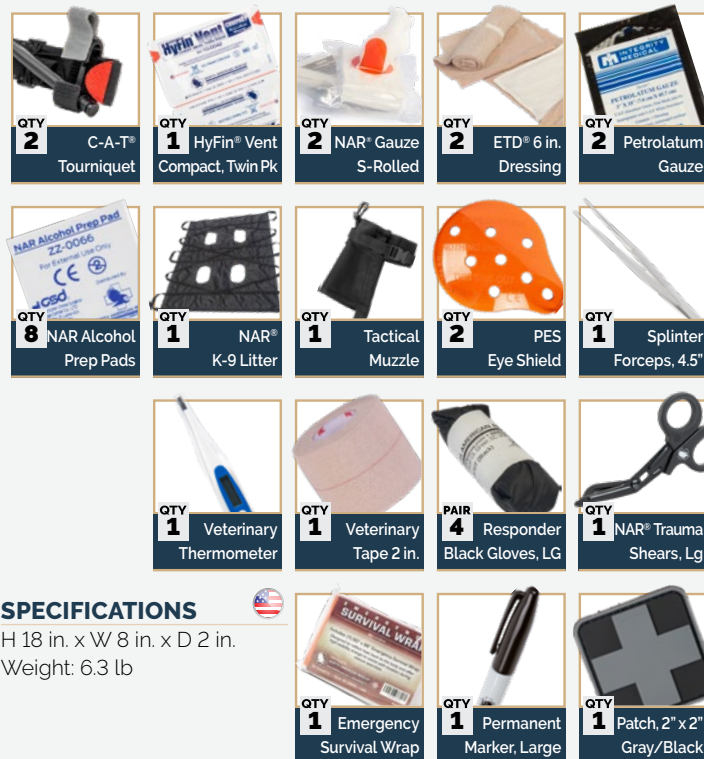 QTY
2
C-A-T®
Tourniquet
HyFin Vent
QTY
1
HyFin® Vent
Compact, Twin Pk
QTY
2
NAR® Gauze
S-Rolled
QTY
2
ETD® 6 in.
Dressing
INTEGRITY
MEDICAL
PETROLATUM GAUZE
QTY
2
Petrolatum
Gauze
NAR Alcohol Prep Pad
ZZ-0066
For External Use Only
CE
QTY
8
NAR Alcohol
Prep Pads
QTY
1
NAR®
K-9 Litter
QTY
1
Tactical
Muzzle
QTY
2
PES
Eye Shield
QTY
1
Splinter
Forceps, 4.5"
QTY
1
Veterinary
Thermometer
QTY
1
Veterinary
Tape 2 in.
PAIR
4
Responder
Black Gloves, LG
QTY
1
NAR® Trauma
Shears, Lg
SPECIFICATIONS
H 18 in. x W 8 in. x D 2 in.
Weight: 6.3 lb
EMERGENCY
SURVIVAL WRAP
QTY
1
Emergency
Survival Wrap
QTY
1
Permanent
Marker, Large
QTY
1
Patch, 2" x 2"
Gray/Black